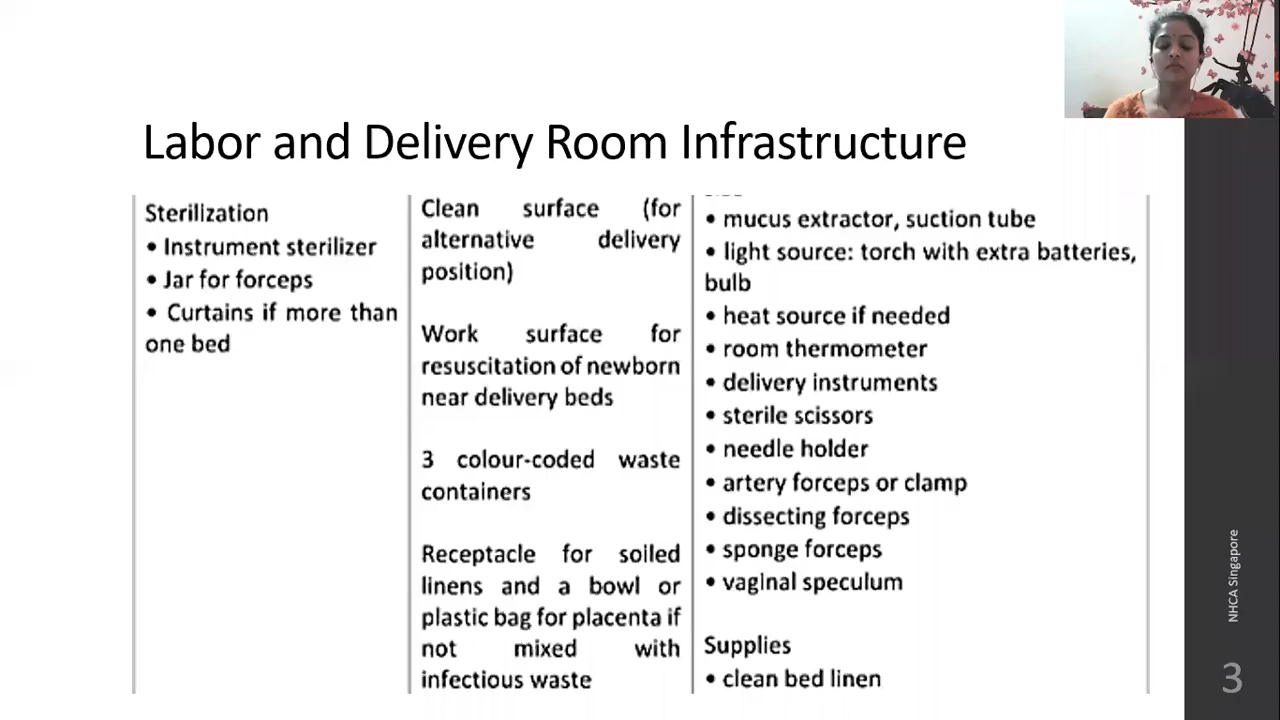 Labor and Delivery Room Infrastructure
Sterilization
• Instrument sterilizer
• Jar for forceps
• Curtains if more than
one bed
Clean surface (for
alternative delivery
position)
Work surface for
resuscitation of newborn
near delivery beds
3 colour-coded waste
containers
Receptacle for soiled
linens and a bowl or
plastic bag for placenta if
not mixed with
infectious waste
• mucus extractor, suction tube
• light source: torch with extra batteries,
bulb
• heat source if needed
• room thermometer
• delivery instruments
• sterile scissors
• needle holder
• artery forceps or clamp
• dissecting forceps
• sponge forceps
• vaginal speculum
Supplies
• clean bed linen
NHCA Singapore
3